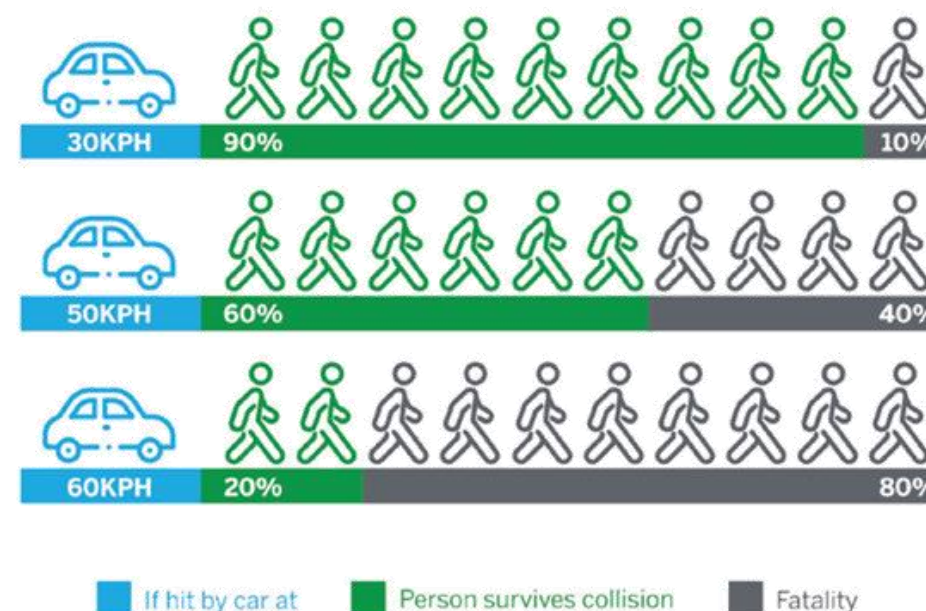 30KPH 90% 10%
50KPH 60% 40%
60KPH 20% 80%
If hit by car at Person survives collision Fatality